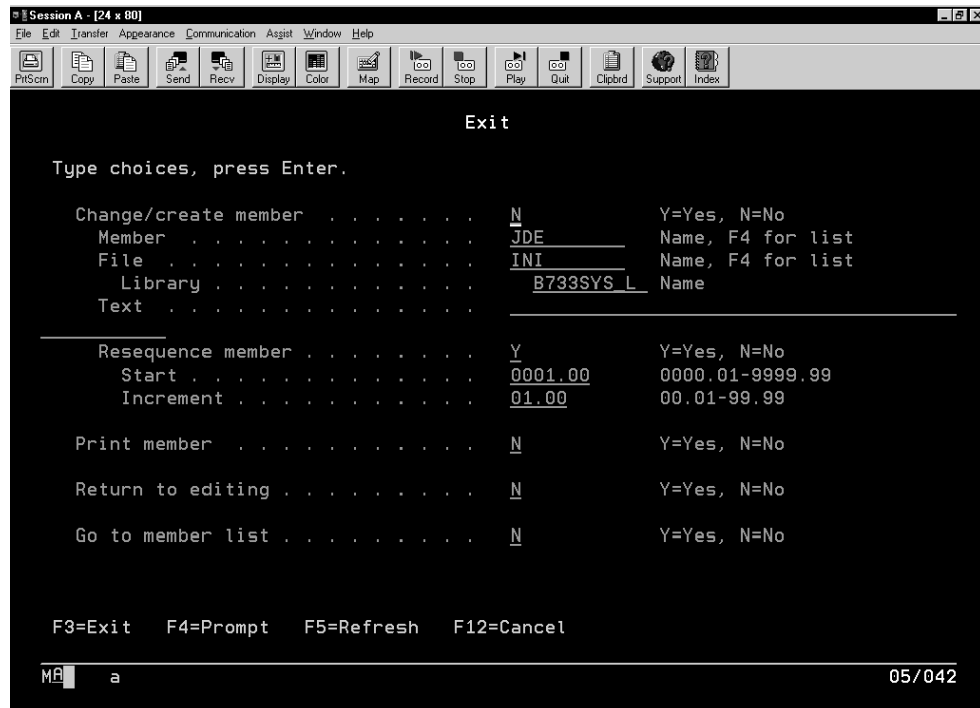 Session A - [24 x 80]
File Edit Transfer Appearance Communication Assist Window Help
PrtScrn Copy Paste Send Recv Display Color Map Record Stop Play Quit Clipbrd Support Index
Exit
Type choices, press Enter.
Change/create member . . . . . . . N Y=Yes, N=No
Member . . . . . . . . . . . . . JDE Name, F4 for list
File . . . . . . . . . . . . . . INI Name, F4 for list
Library . . . . . . . . . . . . B733SYS_L Name
Text . . . . . . . . . . . . . .
Resequence member . . . . . . . . Y Y=Yes, N=No
Start . . . . . . . . . . . . . 0001.00 0000.01-9999.99
Increment . . . . . . . . . . . 01.00 00.01-99.99
Print member . . . . . . . . . . . N Y=Yes, N=No
Return to editing . . . . . . . . . N Y=Yes, N=No
Go to member list . . . . . . . . . N Y=Yes, N=No
F3=Exit F4=Prompt F5=Refresh F12=Cancel
MA a 05/042